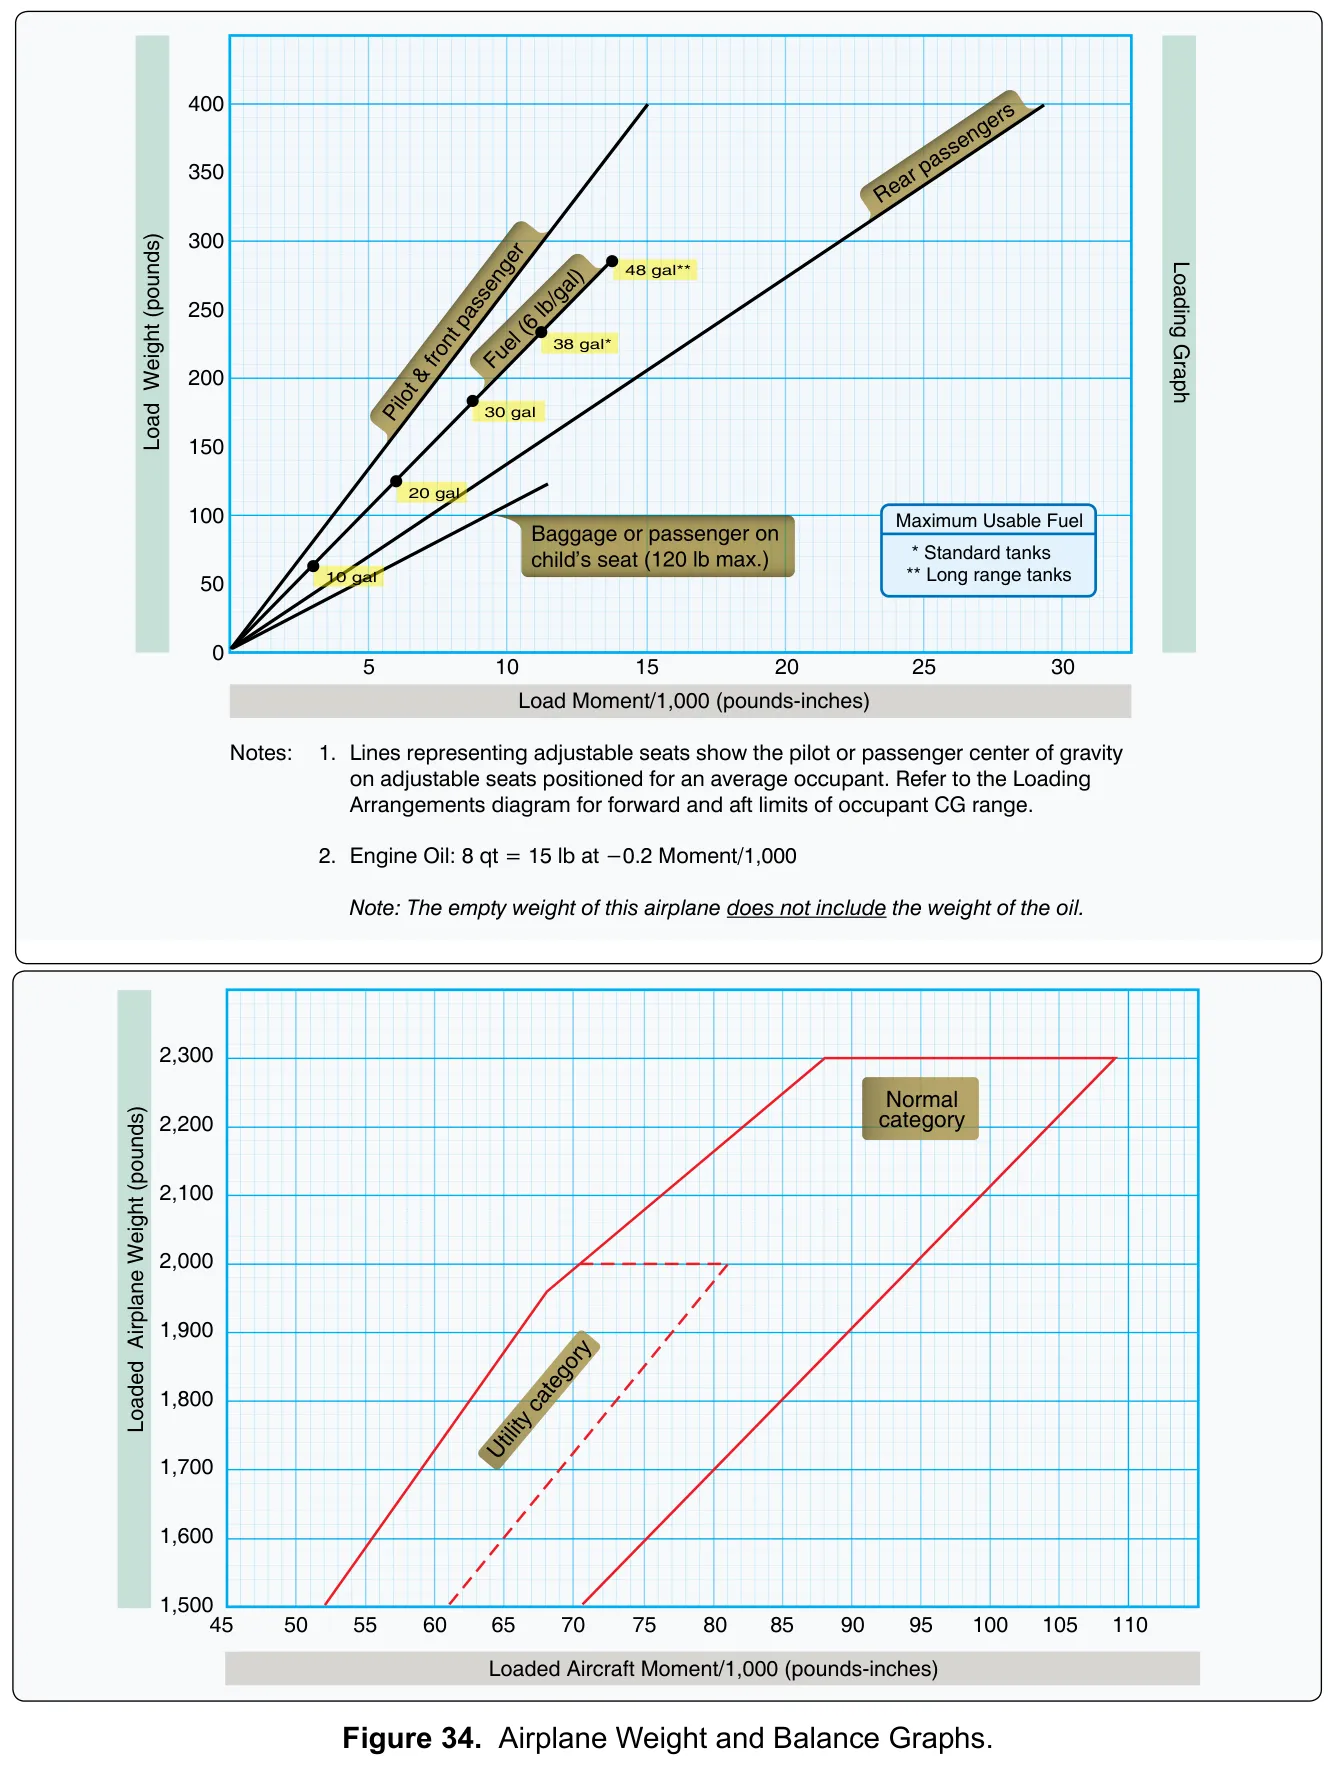 Load Weight (pounds)
400
350
300
250
200
150
100
50
0
Pilot & front passenger
Fuel (6 lb/gal)
Rear passengers
48 gal**
38 gal*
30 gal
20 gal
10 gal
Baggage or passenger on
child's seat (120 lb max.)
Maximum Usable Fuel
* Standard tanks
** Long range tanks
Loading Graph
5 10 15 20 25 30
Load Moment/1,000 (pounds-inches)
Notes: 1. Lines representing adjustable seats show the pilot or passenger center of gravity
on adjustable seats positioned for an average occupant. Refer to the Loading
Arrangements diagram for forward and aft limits of occupant CG range.
2. Engine Oil: 8 qt = 15 lb at −0.2 Moment/1,000
Note: The empty weight of this airplane does not include the weight of the oil.
Loaded Airplane Weight (pounds)
2,300
2,200
2,100
2,000
1,900
1,800
1,700
1,600
1,500
Normal
category
Utility category
45 50 55 60 65 70 75 80 85 90 95 100 105 110
Loaded Aircraft Moment/1,000 (pounds-inches)
Figure 34. Airplane Weight and Balance Graphs.